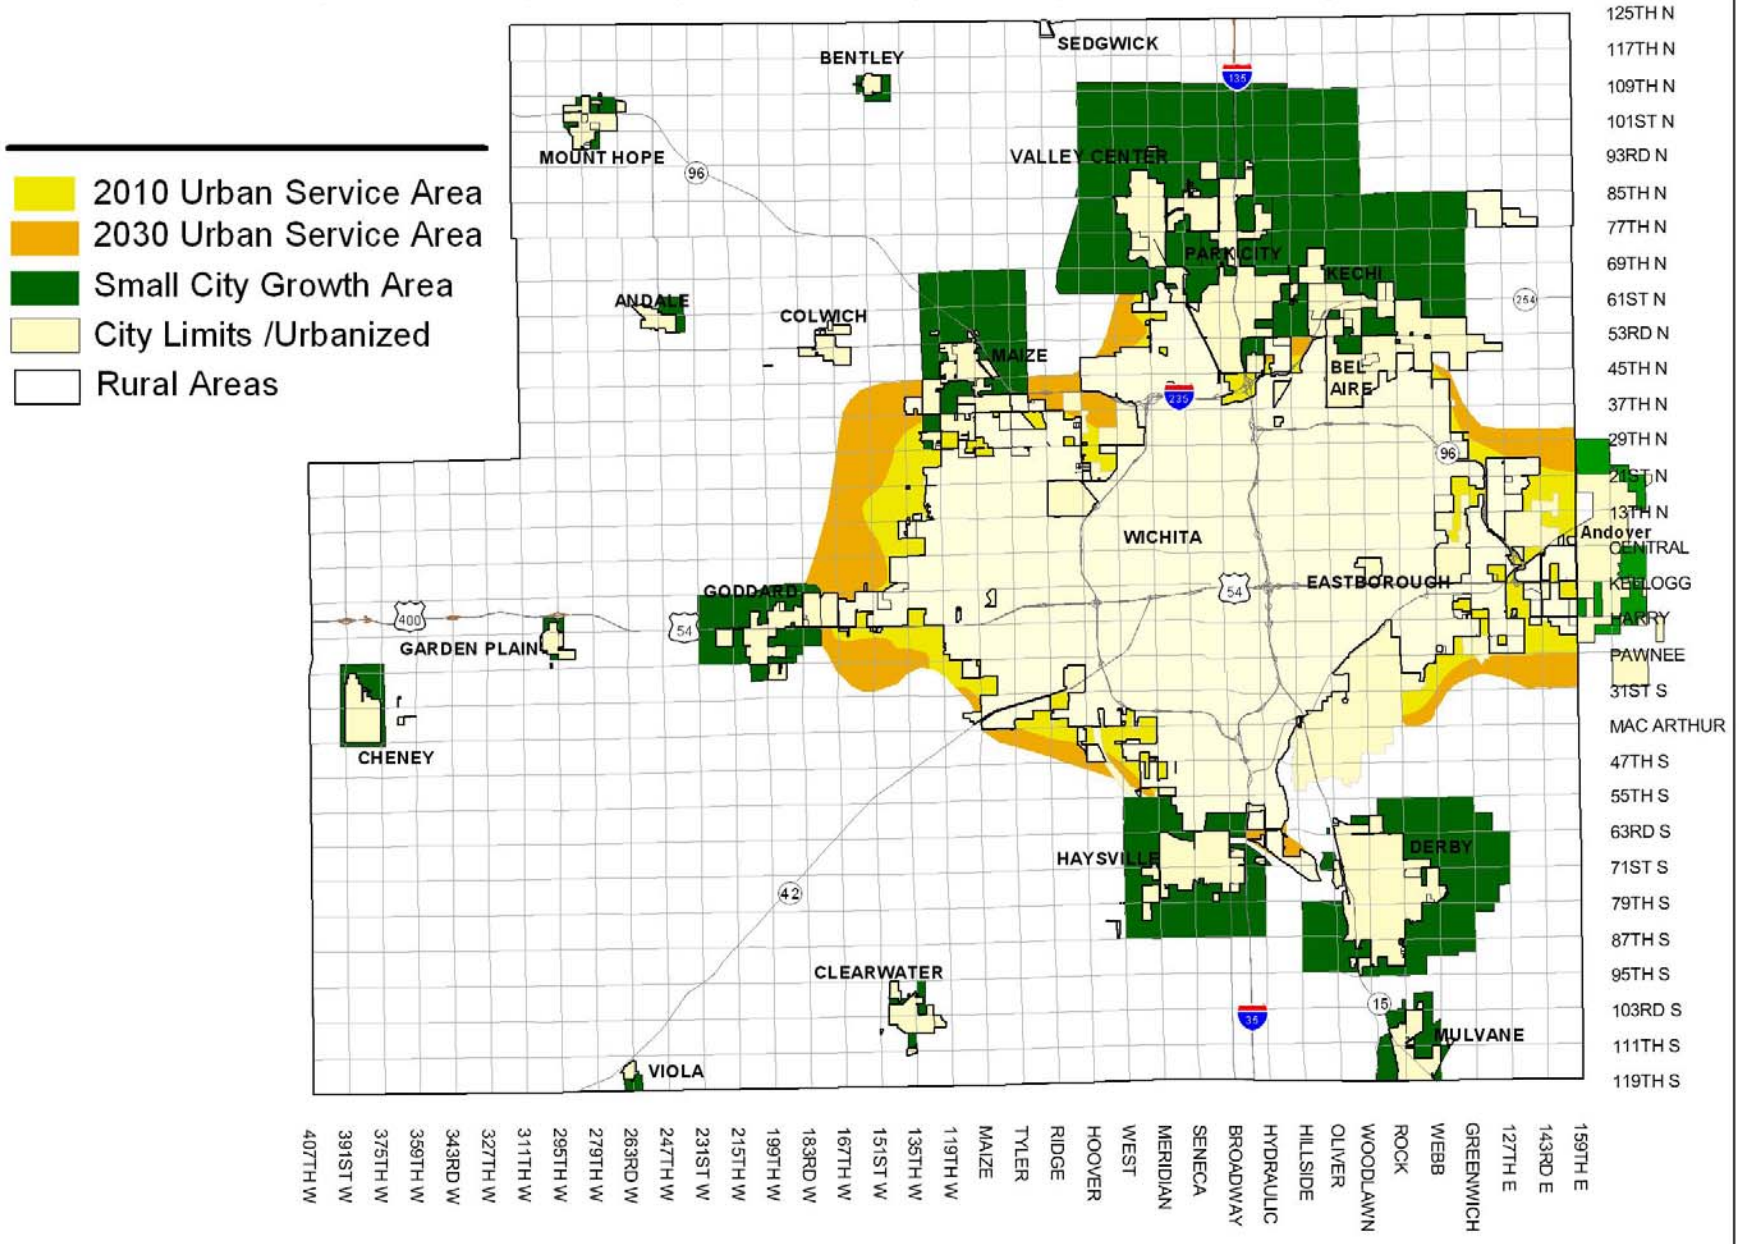 2010 Urban Service Area
2030 Urban Service Area
Small City Growth Area
City Limits /Urbanized
Rural Areas
SEDGWICK
BENTLEY
135
MOUNT HOPE
96
VALLEY CENTER
PARK CITY
KECHI
254
ANDALE
COLWICH
MAIZE
BEL
AIRE
235
96
WICHITA
Andover
EASTBOROUGH
54
GODDARD
400
54
GARDEN PLAIN
CHENEY
HAYSVILLE
DERBY
42
CLEARWATER
15
35
MULVANE
VIOLA
125TH N
117TH N
109TH N
101ST N
93RD N
85TH N
77TH N
69TH N
61ST N
53RD N
45TH N
37TH N
29TH N
21ST N
13TH N
CENTRAL
KELLOGG
HARRY
PAWNEE
31ST S
MAC ARTHUR
47TH S
55TH S
63RD S
71ST S
79TH S
87TH S
95TH S
103RD S
111TH S
119TH S
407TH W
391ST W
375TH W
359TH W
343RD W
327TH W
311TH W
295TH W
279TH W
263RD W
247TH W
231ST W
215TH W
199TH W
183RD W
167TH W
151ST W
135TH W
119TH W
MAIZE
TYLER
RIDGE
HOOVER
WEST
MERIDIAN
SENECA
BROADWAY
HYDRAULIC
HILLSIDE
OLIVER
WOODLAWN
ROCK
WEBB
GREENWICH
127TH E
143RD E
159TH E